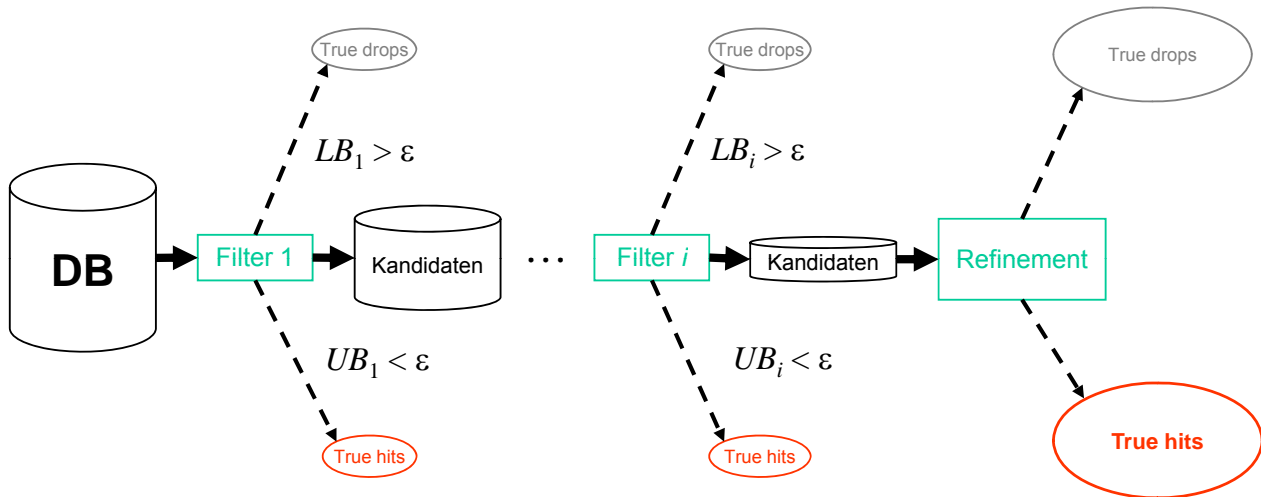 True drops
True drops
True drops
LB₁ > ε
LBᵢ > ε
DB
Filter 1
Kandidaten
...
Filter i
Kandidaten
Refinement
UB₁ < ε
UBᵢ < ε
True hits
True hits
True hits